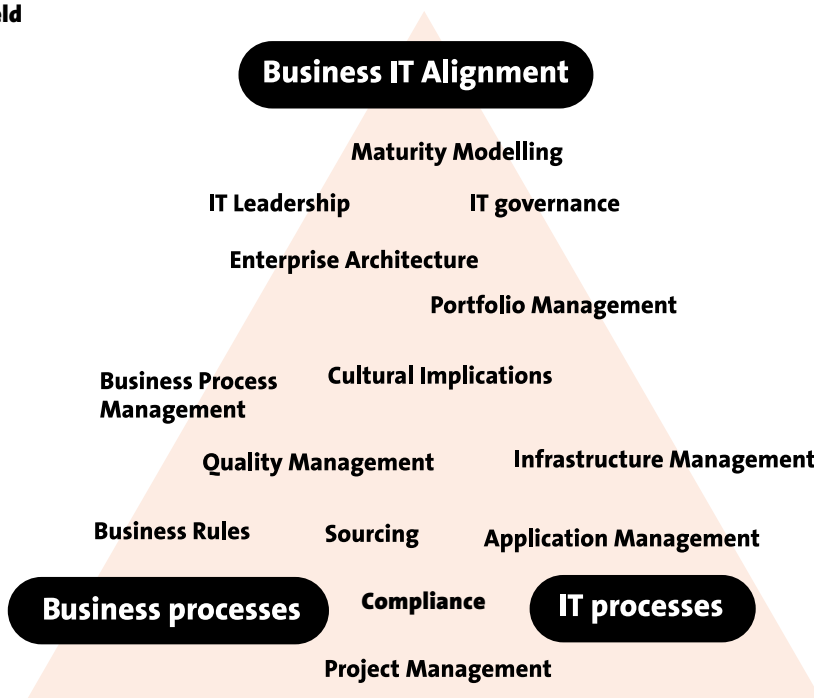 eld
Business IT Alignment
Maturity Modelling
IT Leadership
IT governance
Enterprise Architecture
Portfolio Management
Business Process
Management
Cultural Implications
Quality Management
Infrastructure Management
Business Rules
Sourcing
Application Management
Business processes
Compliance
IT processes
Project Management